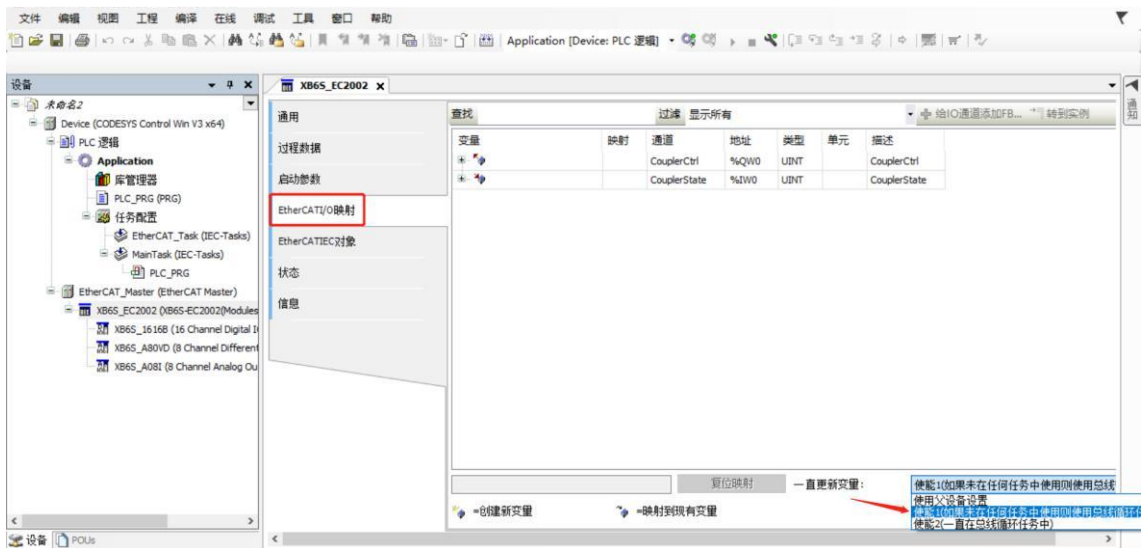 文件 编辑 视图 工程 编译 在线 调试 工具 窗口 帮助
Application [Device: PLC 逻辑]
设备
未命名2
Device (CODESYS Control Win V3 x64)
PLC 逻辑
Application
库管理器
PLC_PRG (PRG)
任务配置
EtherCAT_Task (IEC-Tasks)
MainTask (IEC-Tasks)
PLC_PRG
EtherCAT_Master (EtherCAT Master)
XB6S_EC2002 (XB6S-EC2002(Modules
XB6S_1616B (16 Channel Digital I
XB6S_A80VD (8 Channel Different
XB6S_A08I (8 Channel Analog Ou
设备 POUs
XB6S_EC2002
通用
过程数据
启动参数
EtherCATI/O映射
EtherCATIEC对象
状态
信息
查找 过滤 显示所有 给IO通道添加FB... 转到实例
变量 映射 通道 地址 类型 单元 描述
CouplerCtrl %QW0 UINT CouplerCtrl
CouplerState %IW0 UINT CouplerState
复位映射 一直更新变量: 使能1(如果未在任何任务中使用则使用总线
使用父设备设置
使能1(如果未在任何任务中使用则使用总线循环任
使能2(一直在总线循环任务中)
=创建新变量 =映射到现有变量
通知